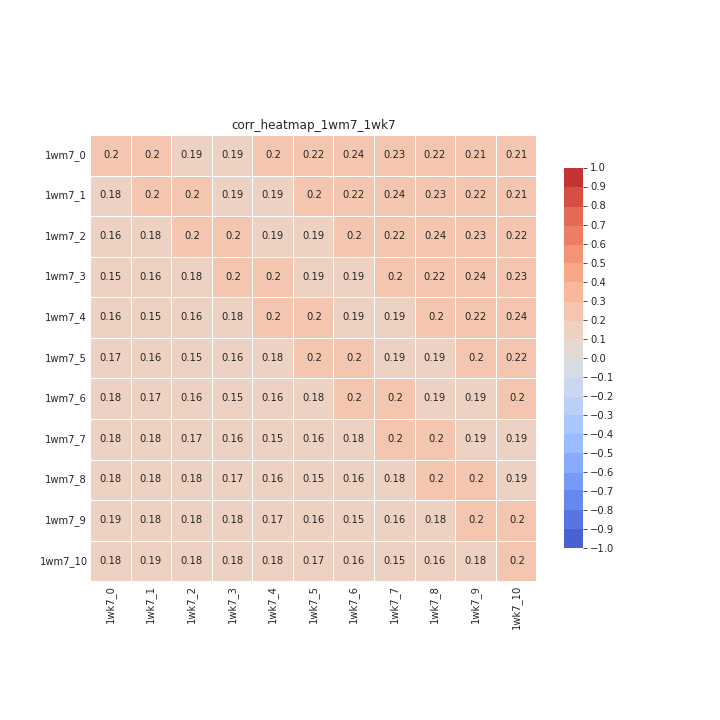 corr_heatmap_1wm7_1wk7
1wm7_0 0.2 0.2 0.19 0.19 0.2 0.22 0.24 0.23 0.22 0.21 0.21
1wm7_1 0.18 0.2 0.2 0.19 0.19 0.2 0.22 0.24 0.23 0.22 0.21
1wm7_2 0.16 0.18 0.2 0.2 0.19 0.19 0.2 0.22 0.24 0.23 0.22
1wm7_3 0.15 0.16 0.18 0.2 0.2 0.19 0.19 0.2 0.22 0.24 0.23
1wm7_4 0.16 0.15 0.16 0.18 0.2 0.2 0.19 0.19 0.2 0.22 0.24
1wm7_5 0.17 0.16 0.15 0.16 0.18 0.2 0.2 0.19 0.19 0.2 0.22
1wm7_6 0.18 0.17 0.16 0.15 0.16 0.18 0.2 0.2 0.19 0.19 0.2
1wm7_7 0.18 0.18 0.17 0.16 0.15 0.16 0.18 0.2 0.2 0.19 0.19
1wm7_8 0.18 0.18 0.18 0.17 0.16 0.15 0.16 0.18 0.2 0.2 0.19
1wm7_9 0.19 0.18 0.18 0.18 0.17 0.16 0.15 0.16 0.18 0.2 0.2
1wm7_10 0.18 0.19 0.18 0.18 0.18 0.17 0.16 0.15 0.16 0.18 0.2
1wk7_0 1wk7_1 1wk7_2 1wk7_3 1wk7_4 1wk7_5 1wk7_6 1wk7_7 1wk7_8 1wk7_9 1wk7_10
1.0
0.9
0.8
0.7
0.6
0.5
0.4
0.3
0.2
0.1
0.0
−0.1
−0.2
−0.3
−0.4
−0.5
−0.6
−0.7
−0.8
−0.9
−1.0